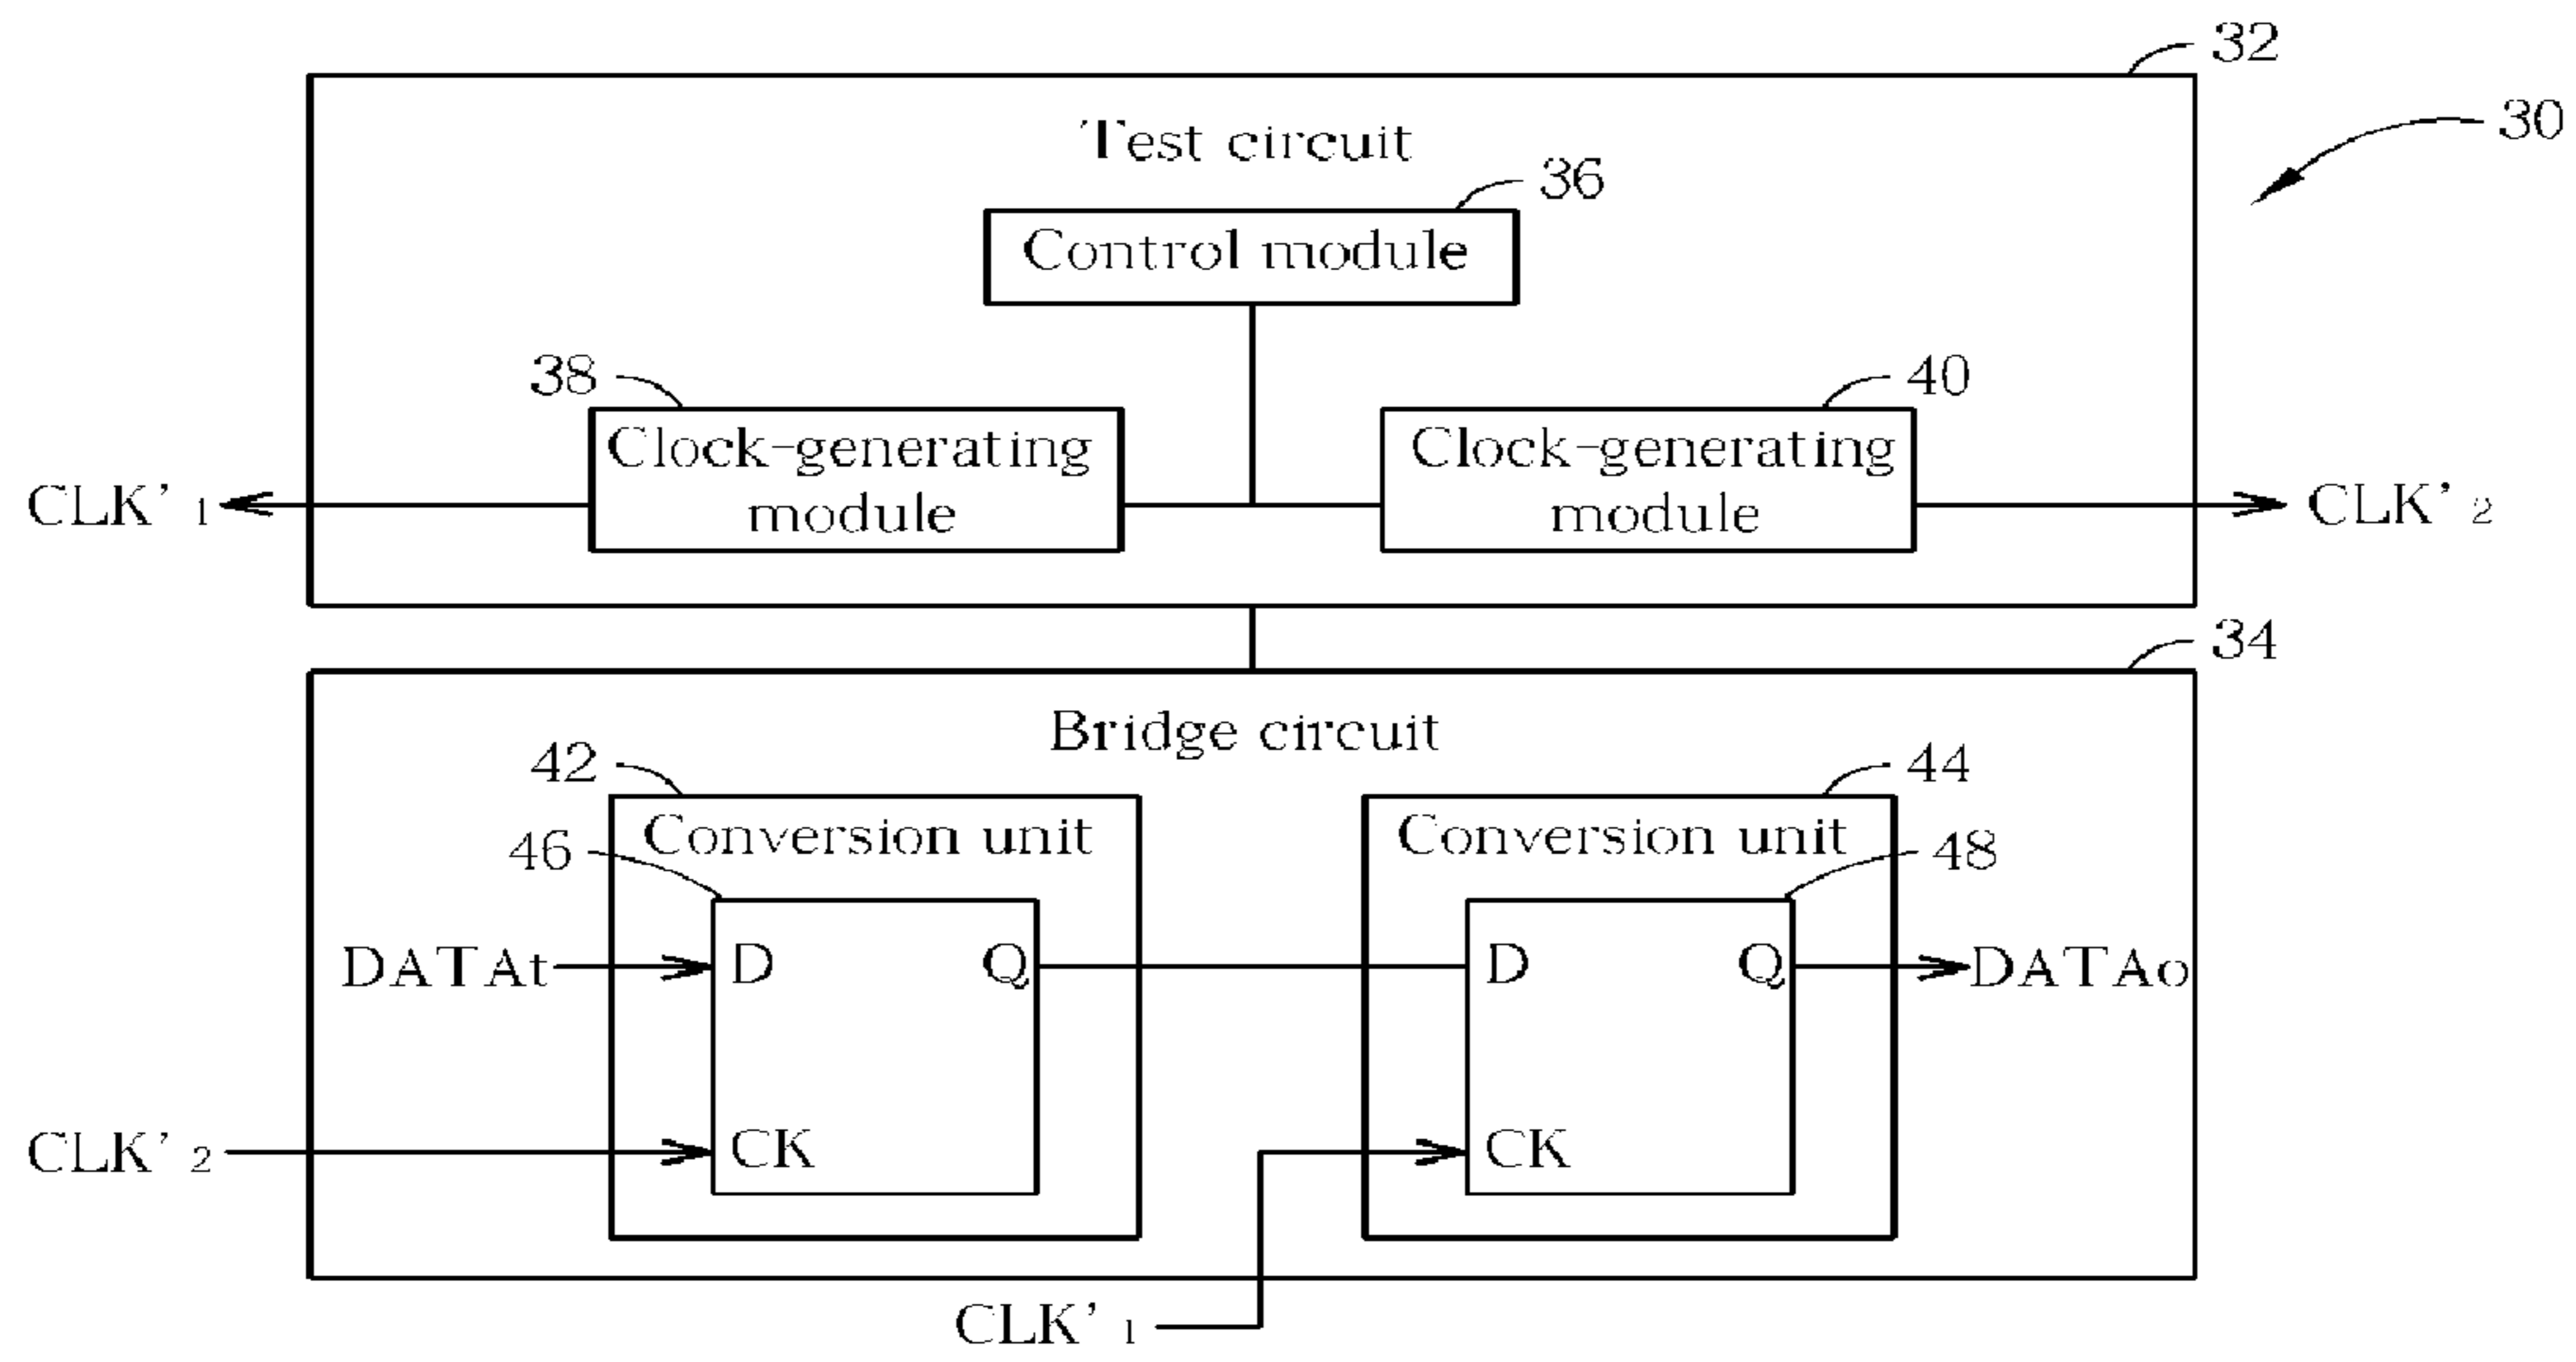 32
30
Test circuit
36
Control module
38
40
Clock-generating
module
Clock-generating
module
CLK’ 1
CLK’ 2
34
Bridge circuit
42
44
Conversion unit
Conversion unit
46
48
DATAt
D
Q
D
Q
DATAo
CLK’ 2
CK
CK
CLK’ 1